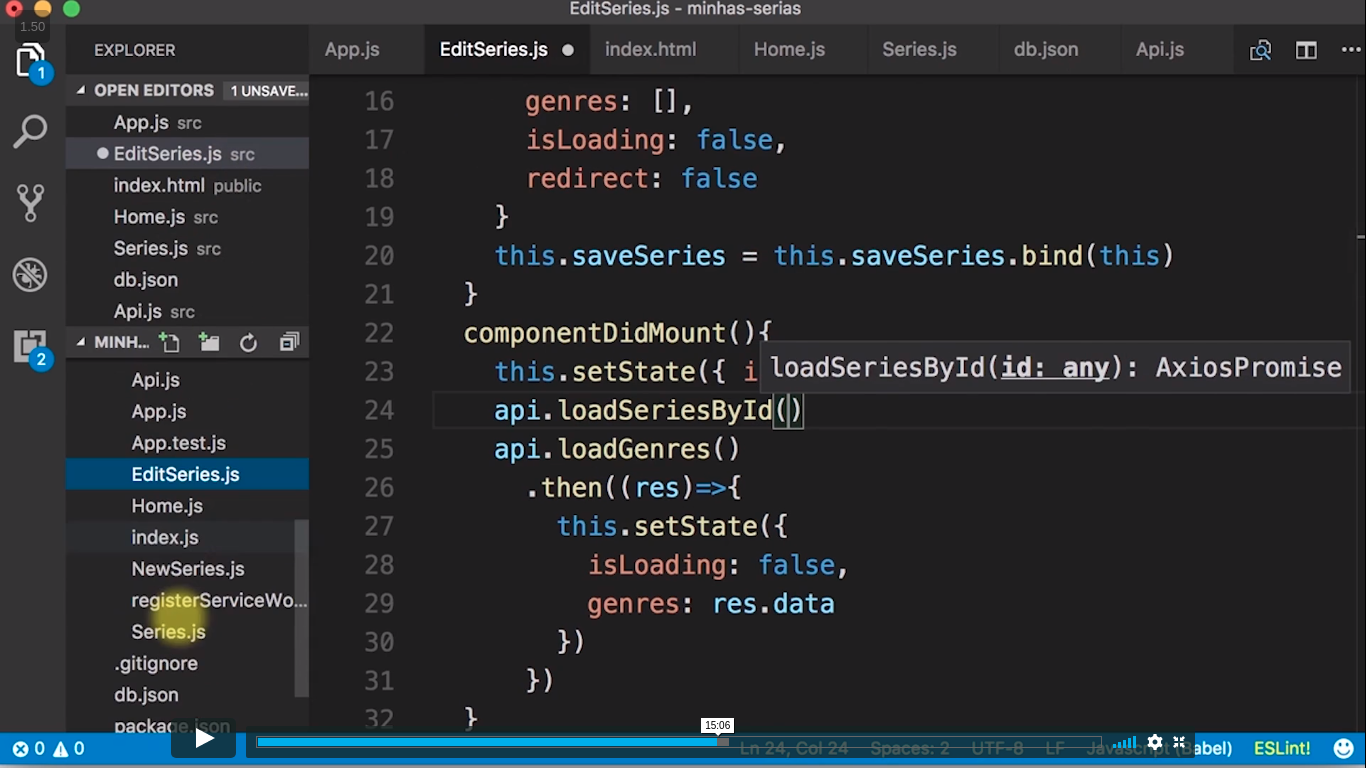 EditSeries.js - minhas-serias
1.50
EXPLORER
App.js
EditSeries.js
index.html
Home.js
Series.js
db.json
Api.js
1
OPEN EDITORS
1 UNSAVE...
App.js src
EditSeries.js src
index.html public
Home.js src
Series.js src
db.json
Api.js src
2
MINH...
Api.js
App.js
App.test.js
EditSeries.js
Home.js
index.js
NewSeries.js
registerServiceWo...
Series.js
.gitignore
db.json
package.json
16 genres: [],
17 isLoading: false,
18 redirect: false
19 }
20 this.saveSeries = this.saveSeries.bind(this)
21 }
22 componentDidMount(){
23 this.setState({ i
loadSeriesById(id: any): AxiosPromise
24 api.loadSeriesById()
25 api.loadGenres()
26 .then((res)=>{
27 this.setState({
28 isLoading: false,
29 genres: res.data
30 })
31 })
32 }
15:06
0 0
Ln 24, Col 24 Spaces: 2 UTF-8 LF Javascript (Babel) ESLint!